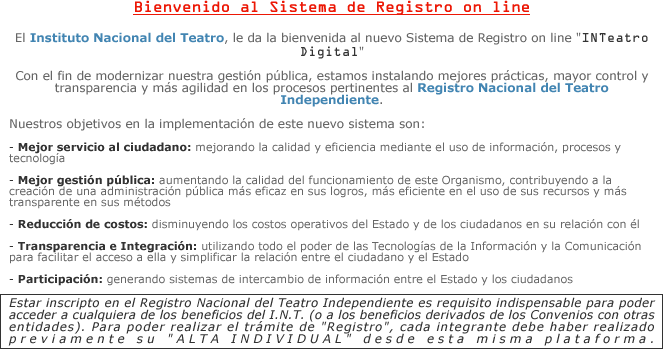 Bienvenido al Sistema de Registro on line
El Instituto Nacional del Teatro, le da la bienvenida al nuevo Sistema de Registro on line "INTeatro
Digital"
Con el fin de modernizar nuestra gestión pública, estamos instalando mejores prácticas, mayor control y
transparencia y más agilidad en los procesos pertinentes al Registro Nacional del Teatro
Independiente.
Nuestros objetivos en la implementación de este nuevo sistema son:
- Mejor servicio al ciudadano: mejorando la calidad y eficiencia mediante el uso de información, procesos y
tecnología
- Mejor gestión pública: aumentando la calidad del funcionamiento de este Organismo, contribuyendo a la
creación de una administración pública más eficaz en sus logros, más eficiente en el uso de sus recursos y más
transparente en sus métodos
- Reducción de costos: disminuyendo los costos operativos del Estado y de los ciudadanos en su relación con él
- Transparencia e Integración: utilizando todo el poder de las Tecnologías de la Información y la Comunicación
para facilitar el acceso a ella y simplificar la relación entre el ciudadano y el Estado
- Participación: generando sistemas de intercambio de información entre el Estado y los ciudadanos
Estar inscripto en el Registro Nacional del Teatro Independiente es requisito indispensable para poder
acceder a cualquiera de los beneficios del I.N.T. (o a los beneficios derivados de los Convenios con otras
entidades). Para poder realizar el trámite de "Registro", cada integrante debe haber realizado
previamente su "ALTA INDIVIDUAL" desde esta misma plataforma.